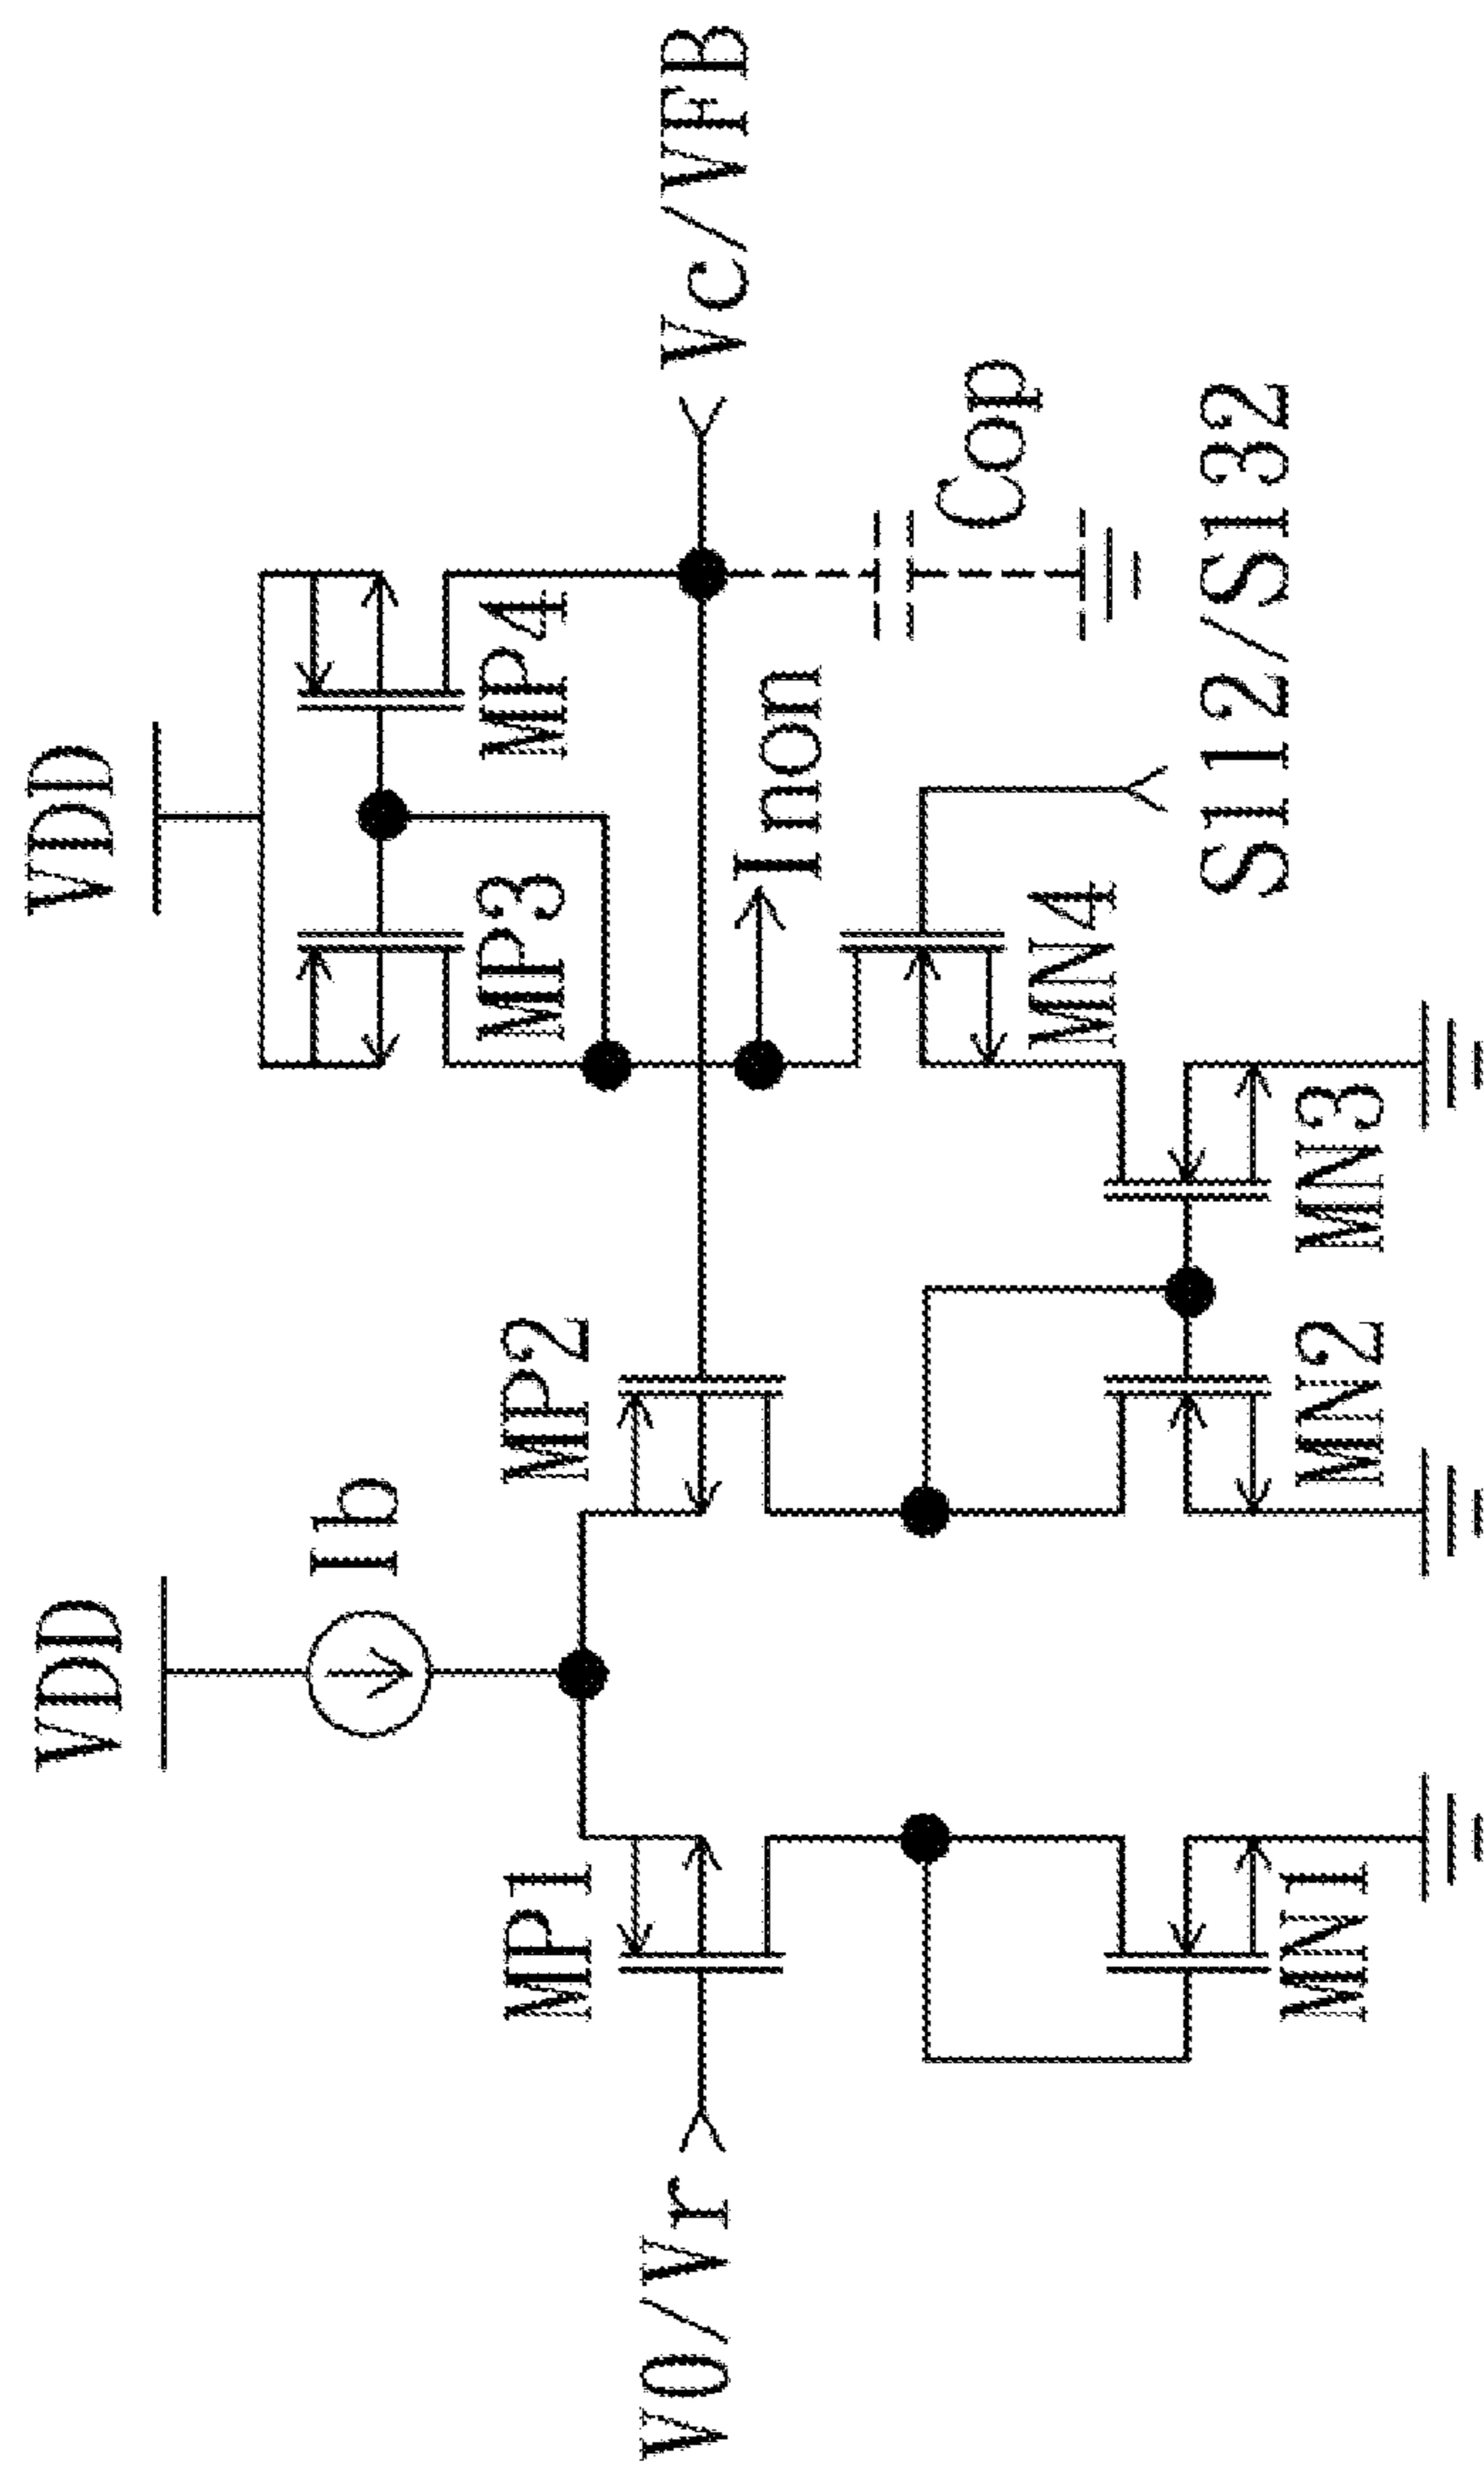 VDD
VDD
Ib
MP3
MP4
MP1
MP2
V0/Vr
Vc/VFB
Inon
Cop
MN4
S112/S132
MN1
MN2
MN3